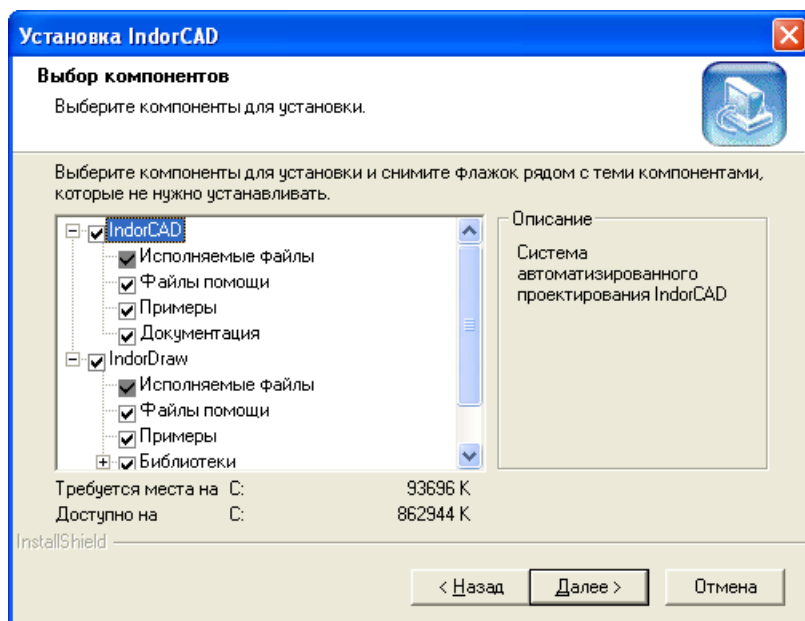 Установка IndorCAD
Выбор компонентов
Выберите компоненты для установки.
Выберите компоненты для установки и снимите флажок рядом с теми компонентами,
которые не нужно устанавливать.
IndorCAD
Исполняемые файлы
Файлы помощи
Примеры
Документация
IndorDraw
Исполняемые файлы
Файлы помощи
Примеры
Библиотеки
Описание
Система
автоматизированного
проектирования IndorCAD
Требуется места на C: 93696 K
Доступно на C: 862944 K
InstallShield
< Назад Далее > Отмена